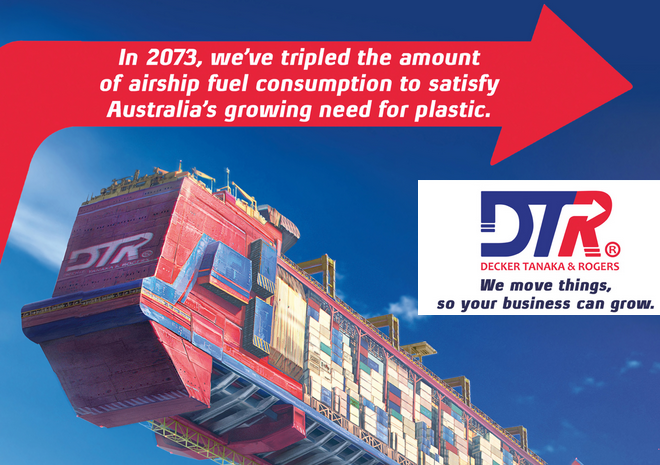 In 2073, we've tripled the amount
of airship fuel consumption to satisfy
Australia's growing need for plastic.
DTR
DTR®
DECKER TANAKA & ROGERS
We move things,
so your business can grow.